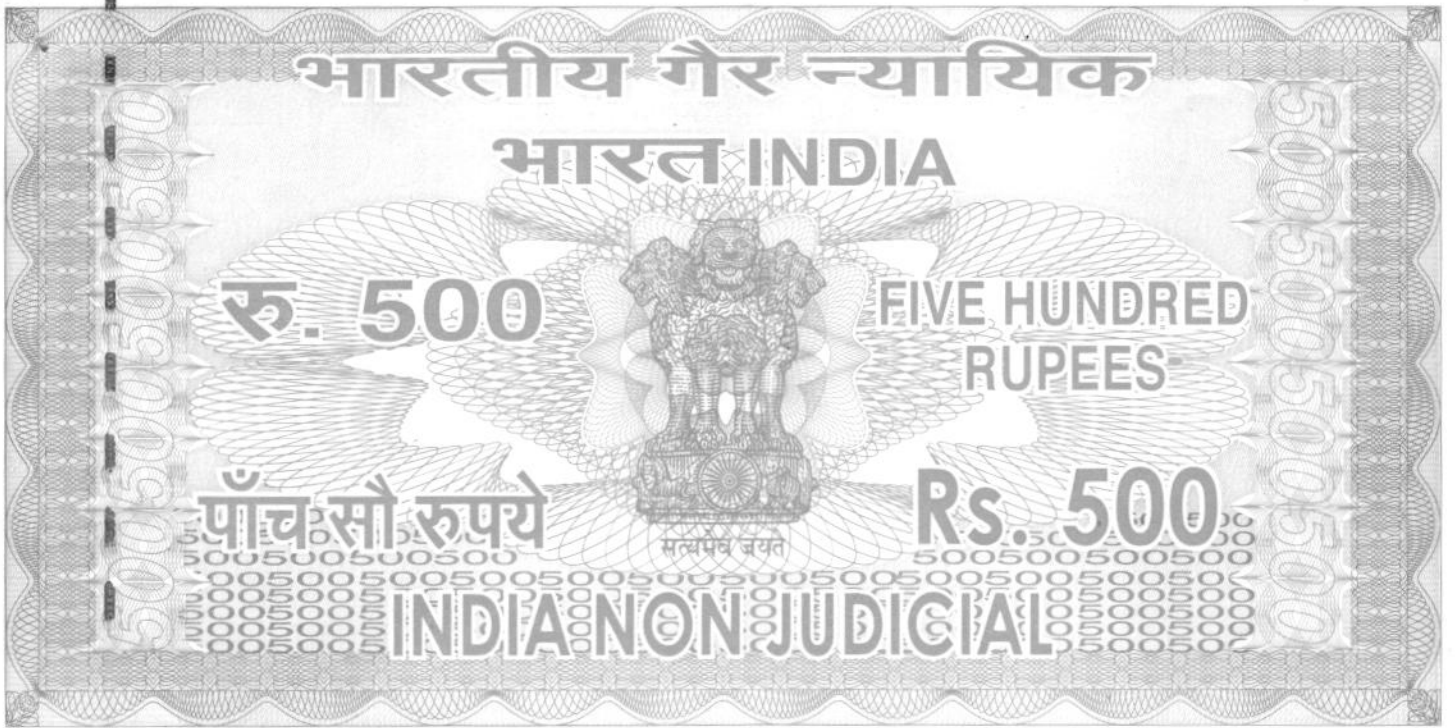 भारतीय गैर न्यायिक
भारत INDIA
रु. 500
FIVE HUNDRED
RUPEES
पाँच सौ रुपये
Rs. 500
सत्यमेव जयते
INDIA NON JUDICIAL